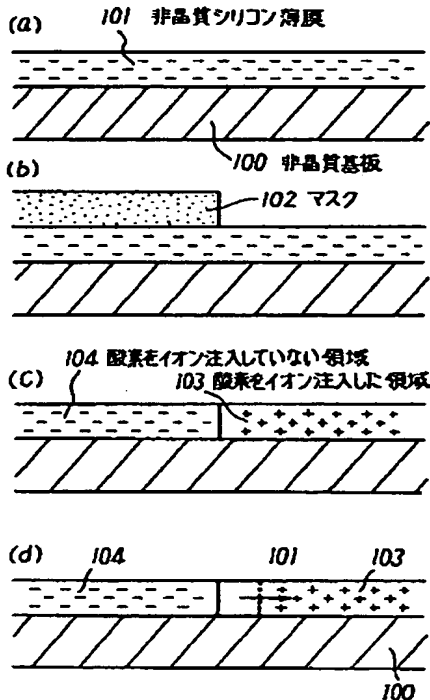 (a) 101 非晶質シリコン薄膜
100 非晶質基板
(b)
102 マスク
104 酸素をイオン注入していない領域
(c) 103 酸素をイオン注入した領域
(d) 104 101 103
100